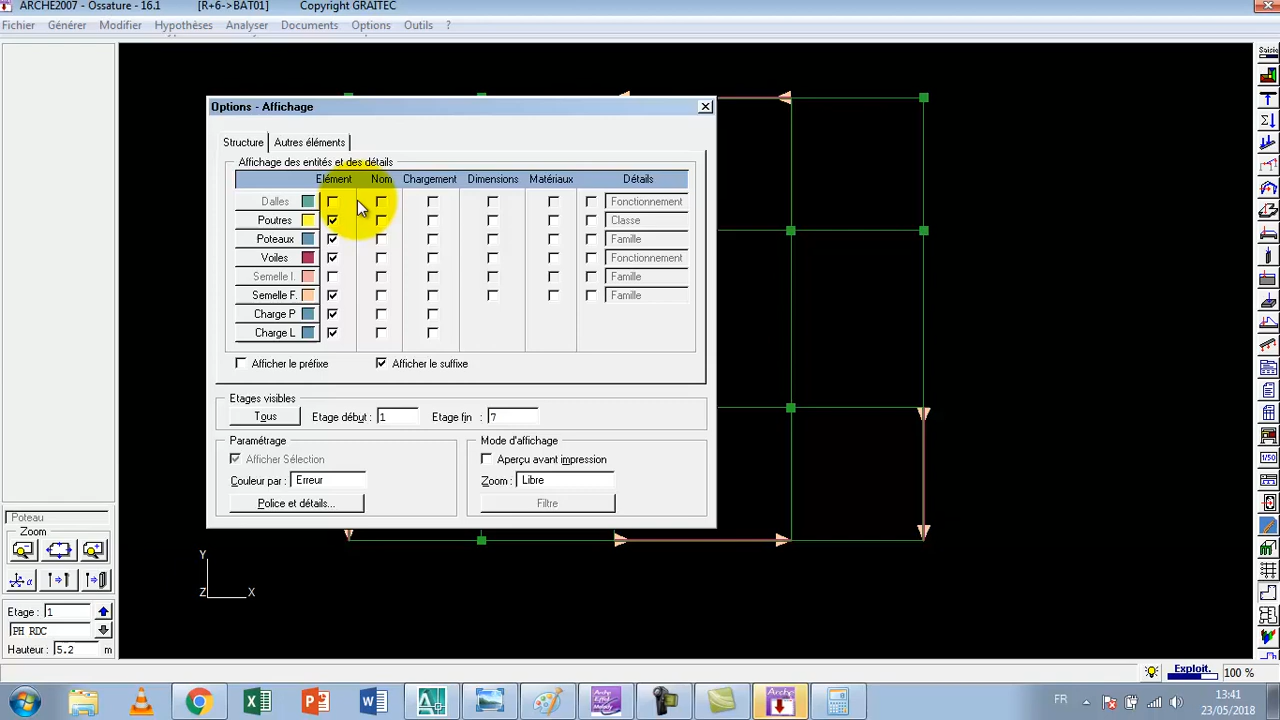 ARCHE2007 - Ossature - 16.1 [R+6->BAT01] Copyright GRAITEC
Fichier Générer Modifier Hypothèses Analyser Documents Options Outils ?
Options - Affichage
Structure Autres éléments
Affichage des entités et des détails
Elément Nom Chargement Dimensions Matériaux Détails
Dalles Fonctionnement
Poutres Classe
Poteaux Famille
Voiles Fonctionnement
Semelle I. Famille
Semelle F. Famille
Charge P
Charge L
Afficher le préfixe Afficher le suffixe
Etages visibles
Tous Etage début : 1 Etage fin : 7
Paramétrage Mode d'affichage
Afficher Sélection Aperçu avant impression
Couleur par : Erreur Zoom : Libre
Police et détails... Filtre
Saisie
1/50
Poteau
Zoom
Y
Z X
Etage : 1
PH RDC
Hauteur : 5.2 m
Exploit. 100 %
FR 13:41
23/05/2018